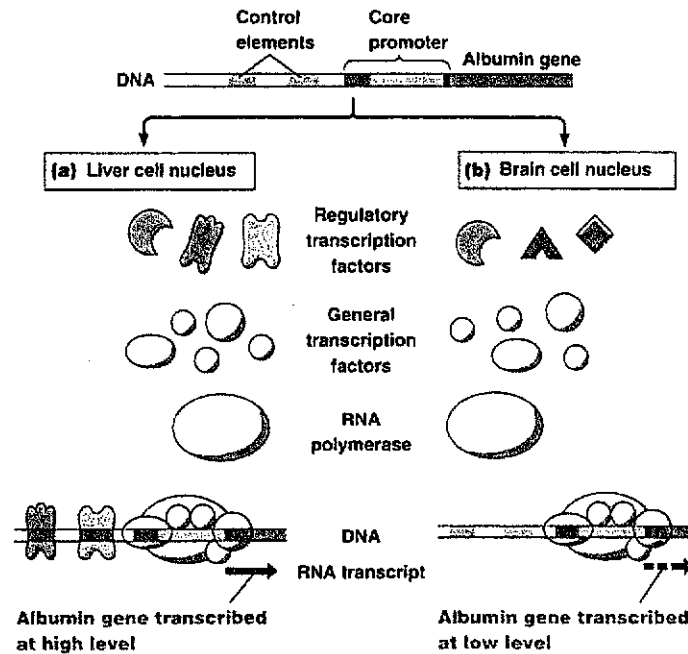 Control
elements
Core
promoter
Albumin gene
DNA
(a) Liver cell nucleus
(b) Brain cell nucleus
Regulatory
transcription
factors
General
transcription
factors
RNA
polymerase
DNA
RNA transcript
Albumin gene transcribed
at high level
Albumin gene transcribed
at low level